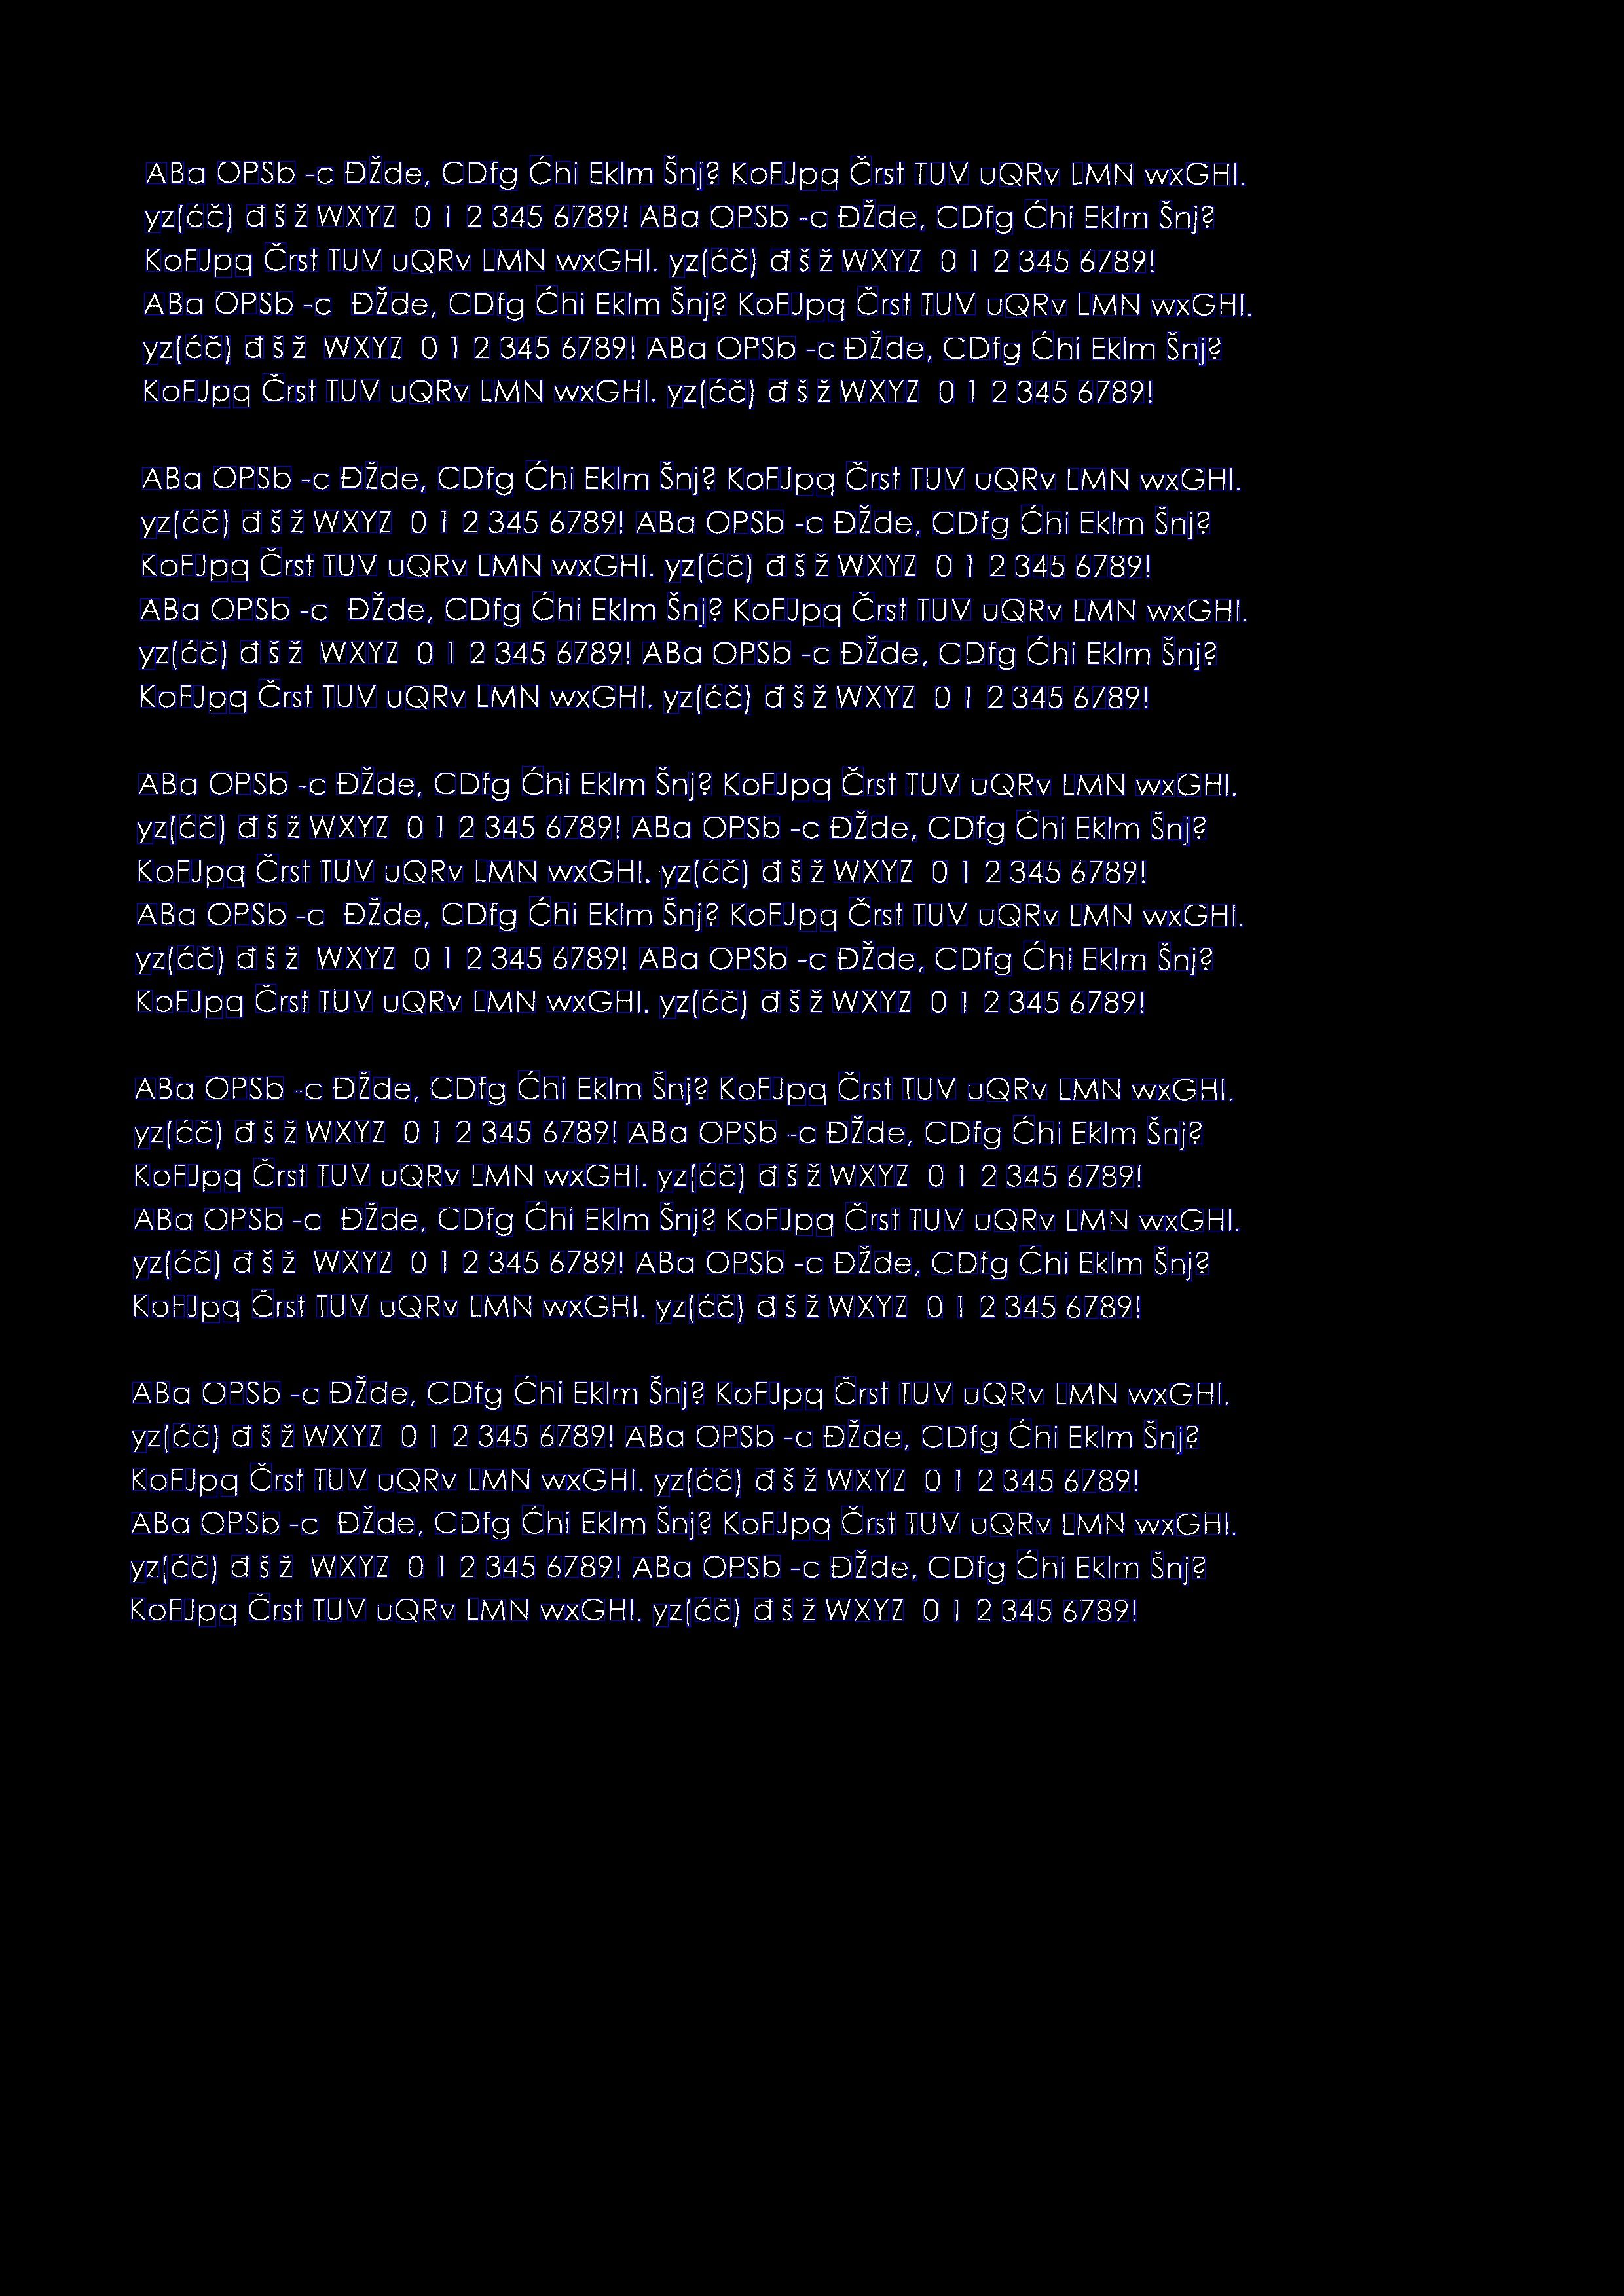 ABa OPSb -c ĐŽde, CDfg Ćhi Eklm Šnj? KoFJpq Črst TUV uQRv LMN wxGHI.
yz(ćč) đ š ž WXYZ 0 1 2 345 6789! ABa OPSb -c ĐŽde, CDfg Ćhi Eklm Šnj?
KoFJpq Črst TUV uQRv LMN wxGHI. yz(ćč) đ š ž WXYZ 0 1 2 345 6789!
ABa OPSb -c ĐŽde, CDfg Ćhi Eklm Šnj? KoFJpq Črst TUV uQRv LMN wxGHI.
yz(ćč) đ š ž WXYZ 0 1 2 345 6789! ABa OPSb -c ĐŽde, CDfg Ćhi Eklm Šnj?
KoFJpq Črst TUV uQRv LMN wxGHI. yz(ćč) đ š ž WXYZ 0 1 2 345 6789!

ABa OPSb -c ĐŽde, CDfg Ćhi Eklm Šnj? KoFJpq Črst TUV uQRv LMN wxGHI.
yz(ćč) đ š ž WXYZ 0 1 2 345 6789! ABa OPSb -c ĐŽde, CDfg Ćhi Eklm Šnj?
KoFJpq Črst TUV uQRv LMN wxGHI. yz(ćč) đ š ž WXYZ 0 1 2 345 6789!
ABa OPSb -c ĐŽde, CDfg Ćhi Eklm Šnj? KoFJpq Črst TUV uQRv LMN wxGHI.
yz(ćč) đ š ž WXYZ 0 1 2 345 6789! ABa OPSb -c ĐŽde, CDfg Ćhi Eklm Šnj?
KoFJpq Črst TUV uQRv LMN wxGHI. yz(ćč) đ š ž WXYZ 0 1 2 345 6789!

ABa OPSb -c ĐŽde, CDfg Ćhi Eklm Šnj? KoFJpq Črst TUV uQRv LMN wxGHI.
yz(ćč) đ š ž WXYZ 0 1 2 345 6789! ABa OPSb -c ĐŽde, CDfg Ćhi Eklm Šnj?
KoFJpq Črst TUV uQRv LMN wxGHI. yz(ćč) đ š ž WXYZ 0 1 2 345 6789!
ABa OPSb -c ĐŽde, CDfg Ćhi Eklm Šnj? KoFJpq Črst TUV uQRv LMN wxGHI.
yz(ćč) đ š ž WXYZ 0 1 2 345 6789! ABa OPSb -c ĐŽde, CDfg Ćhi Eklm Šnj?
KoFJpq Črst TUV uQRv LMN wxGHI. yz(ćč) đ š ž WXYZ 0 1 2 345 6789!

ABa OPSb -c ĐŽde, CDfg Ćhi Eklm Šnj? KoFJpq Črst TUV uQRv LMN wxGHI.
yz(ćč) đ š ž WXYZ 0 1 2 345 6789! ABa OPSb -c ĐŽde, CDfg Ćhi Eklm Šnj?
KoFJpq Črst TUV uQRv LMN wxGHI. yz(ćč) đ š ž WXYZ 0 1 2 345 6789!
ABa OPSb -c ĐŽde, CDfg Ćhi Eklm Šnj? KoFJpq Črst TUV uQRv LMN wxGHI.
yz(ćč) đ š ž WXYZ 0 1 2 345 6789! ABa OPSb -c ĐŽde, CDfg Ćhi Eklm Šnj?
KoFJpq Črst TUV uQRv LMN wxGHI. yz(ćč) đ š ž WXYZ 0 1 2 345 6789!

ABa OPSb -c ĐŽde, CDfg Ćhi Eklm Šnj? KoFJpq Črst TUV uQRv LMN wxGHI.
yz(ćč) đ š ž WXYZ 0 1 2 345 6789! ABa OPSb -c ĐŽde, CDfg Ćhi Eklm Šnj?
KoFJpq Črst TUV uQRv LMN wxGHI. yz(ćč) đ š ž WXYZ 0 1 2 345 6789!
ABa OPSb -c ĐŽde, CDfg Ćhi Eklm Šnj? KoFJpq Črst TUV uQRv LMN wxGHI.
yz(ćč) đ š ž WXYZ 0 1 2 345 6789! ABa OPSb -c ĐŽde, CDfg Ćhi Eklm Šnj?
KoFJpq Črst TUV uQRv LMN wxGHI. yz(ćč) đ š ž WXYZ 0 1 2 345 6789!